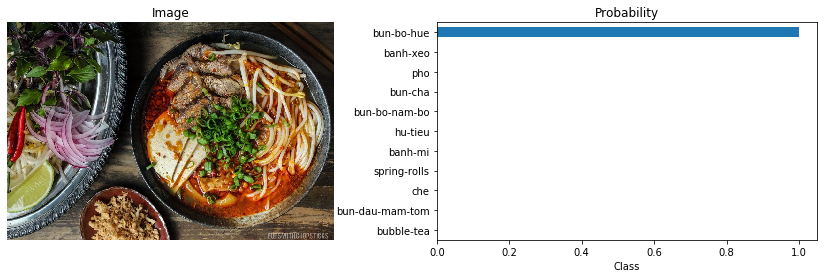 Image
Probability
bun-bo-hue
banh-xeo
pho
bun-cha
bun-bo-nam-bo
hu-tieu
banh-mi
spring-rolls
che
bun-dau-mam-tom
bubble-tea
0.0 0.2 0.4 0.6 0.8 1.0
Class